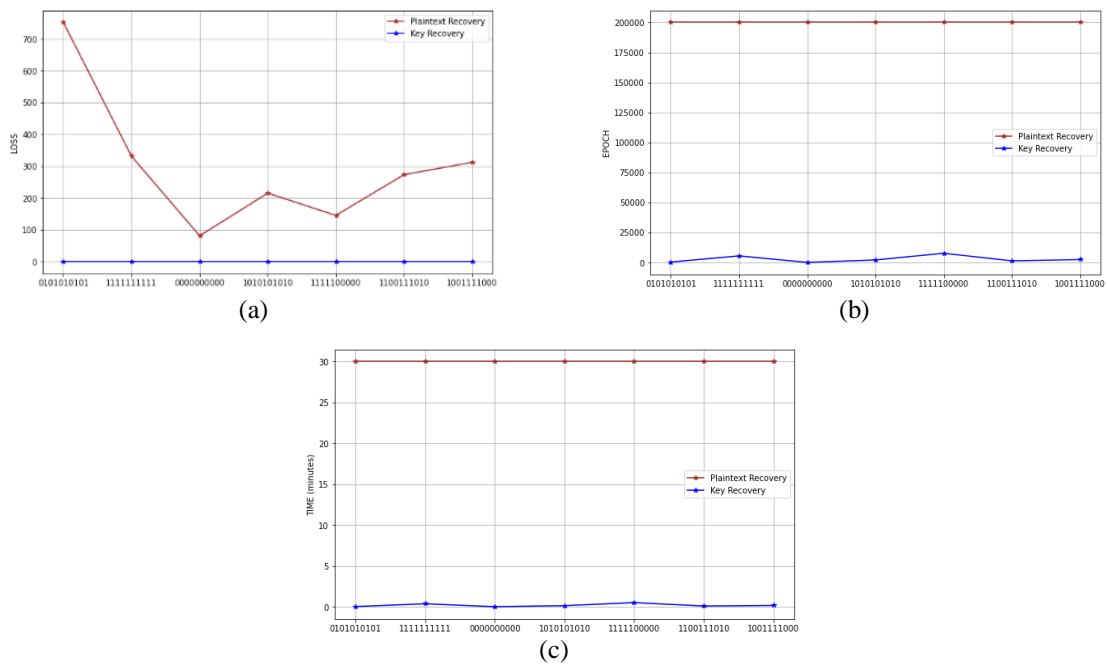 Plaintext Recovery
Key Recovery
700
600
500
400
300
200
100
0
LOSS
0101010101 1111111111 0000000000 1010101010 1111100000 1100111010 1001111000
(a)
200000
175000
150000
125000
100000
75000
50000
25000
0
EPOCH
Plaintext Recovery
Key Recovery
0101010101 1111111111 0000000000 1010101010 1111100000 1100111010 1001111000
(b)
30
25
20
15
10
5
0
TIME (minutes)
Plaintext Recovery
Key Recovery
0101010101 1111111111 0000000000 1010101010 1111100000 1100111010 1001111000
(c)